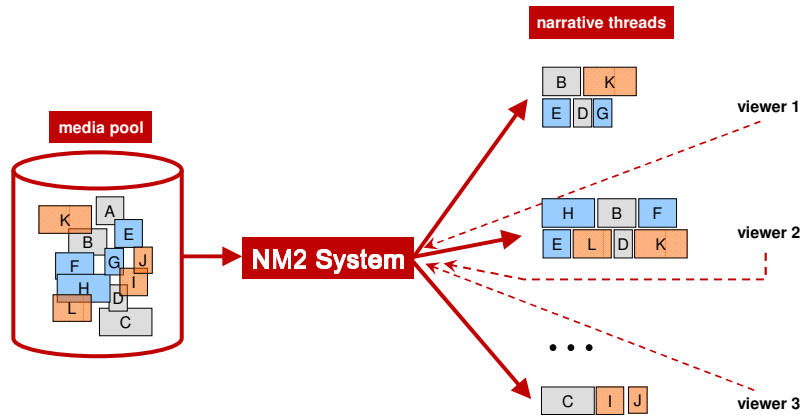 narrative threads
B K
E D G
viewer 1
media pool
A
K
E
B
G
J
F
I
H
D
L
C
NM2 System
H B F
E L D K
viewer 2
• • •
C I J
viewer 3